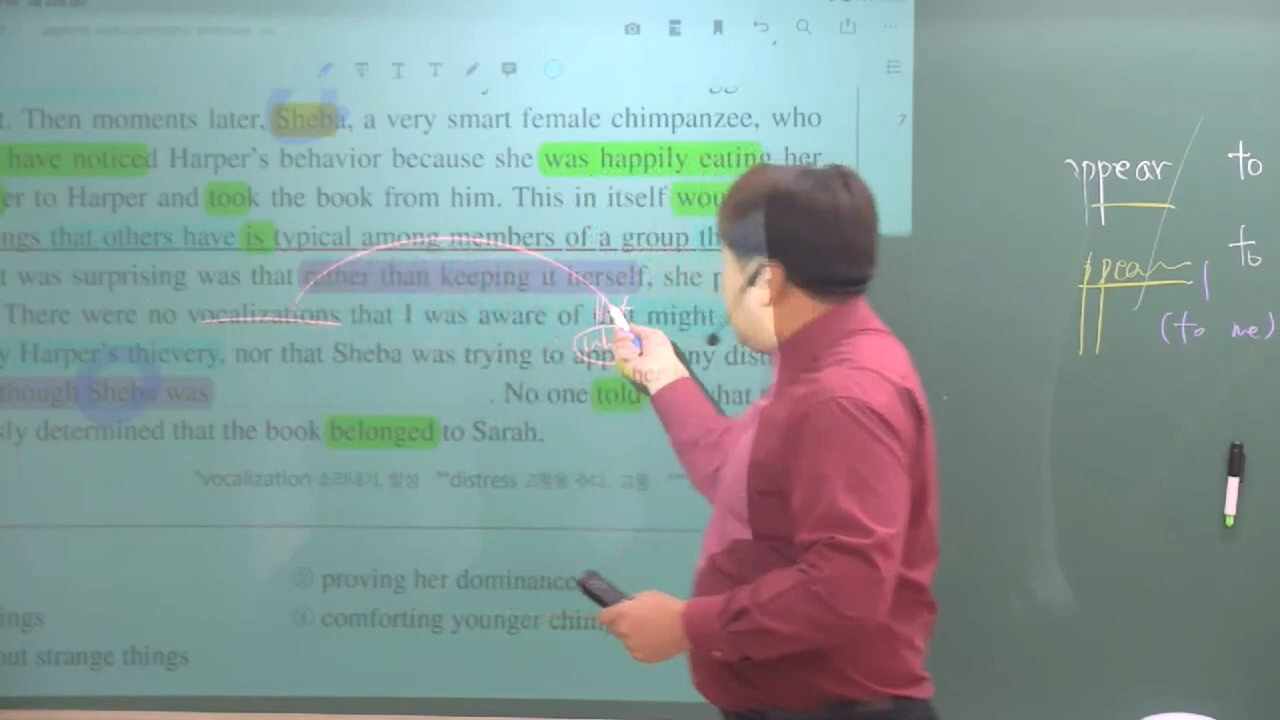 t. Then moments later, Sheba, a very smart female chimpanzee, who
7
have noticed Harper's behavior because she was happily eating her
er to Harper and took the book from him. This in itself wou
ngs that others have is typical among members of a group th
t was surprising was that rather than keeping it herself, she p
There were no vocalizations that I was aware of that might
y Harper's thievery, nor that Sheba was trying to app ny dist
though Sheba was . No one told what
sly determined that the book belonged to Sarah.
*vocalization 소리내기, 발성 **distress 고통을 주다, 고통 **
② proving her dominance
ngs ④ comforting younger chim
out strange things
appear to
ppear to
(to me)